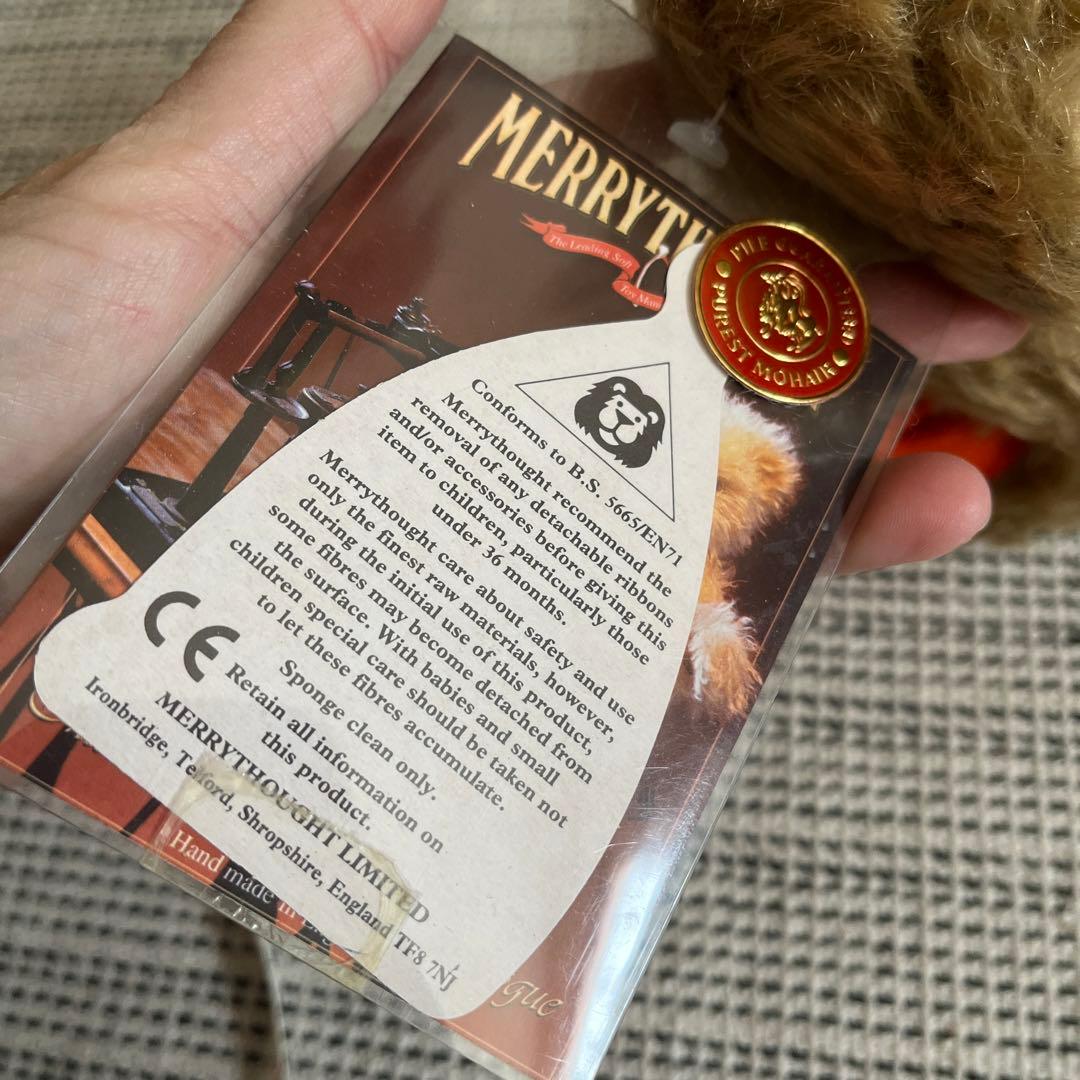 MERRYTH
The Leading Soft
Toy Man
PUREST MOHAIR
Conforms to B.S. 5665/EN71
Merrythought recommend the
removal of any detachable ribbons
and/or accessories before giving this
item to children, particularly those
under 36 months.
Merrythought care about safety and use
only the finest raw materials, however,
during the initial use of this product,
some fibres may become detached from
the surface. With babies and small
children special care should be taken not
to let these fibres accumulate.
Sponge clean only.
CE
Retain all information on
this product.
MERRYTHOUGHT LIMITED
Ironbridge, Telford, Shropshire, England TF8 7NJ
Hand made in
gue